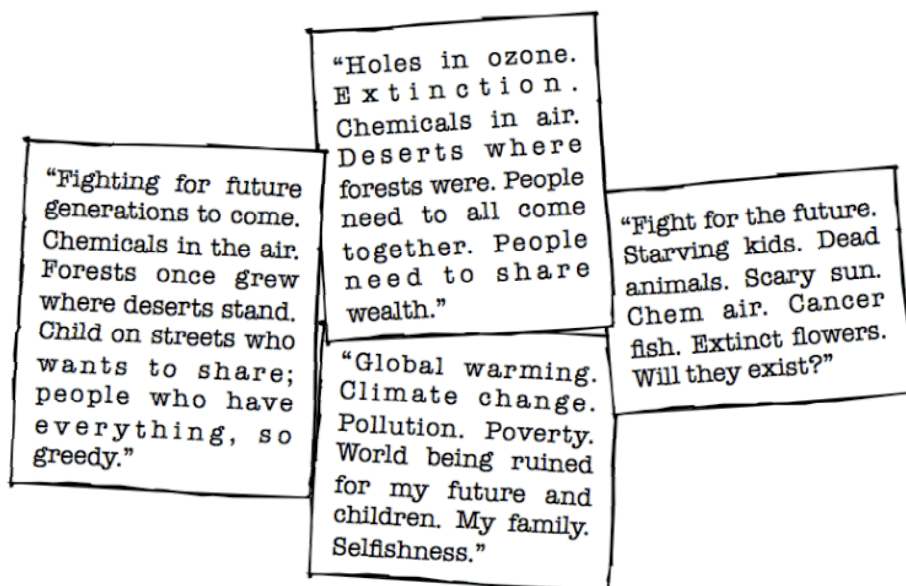 “Fighting for future
generations to come.
Chemicals in the air.
Forests once grew
where deserts stand.
Child on streets who
wants to share;
people who have
everything, so
greedy.”
“Holes in ozone.
Extinction.
Chemicals in air.
Deserts where
forests were. People
need to all come
together. People
need to share
wealth.”
“Global warming.
Climate change.
Pollution. Poverty.
World being ruined
for my future and
children. My family.
Selfishness.”
“Fight for the future.
Starving kids. Dead
animals. Scary sun.
Chem air. Cancer
fish. Extinct flowers.
Will they exist?”